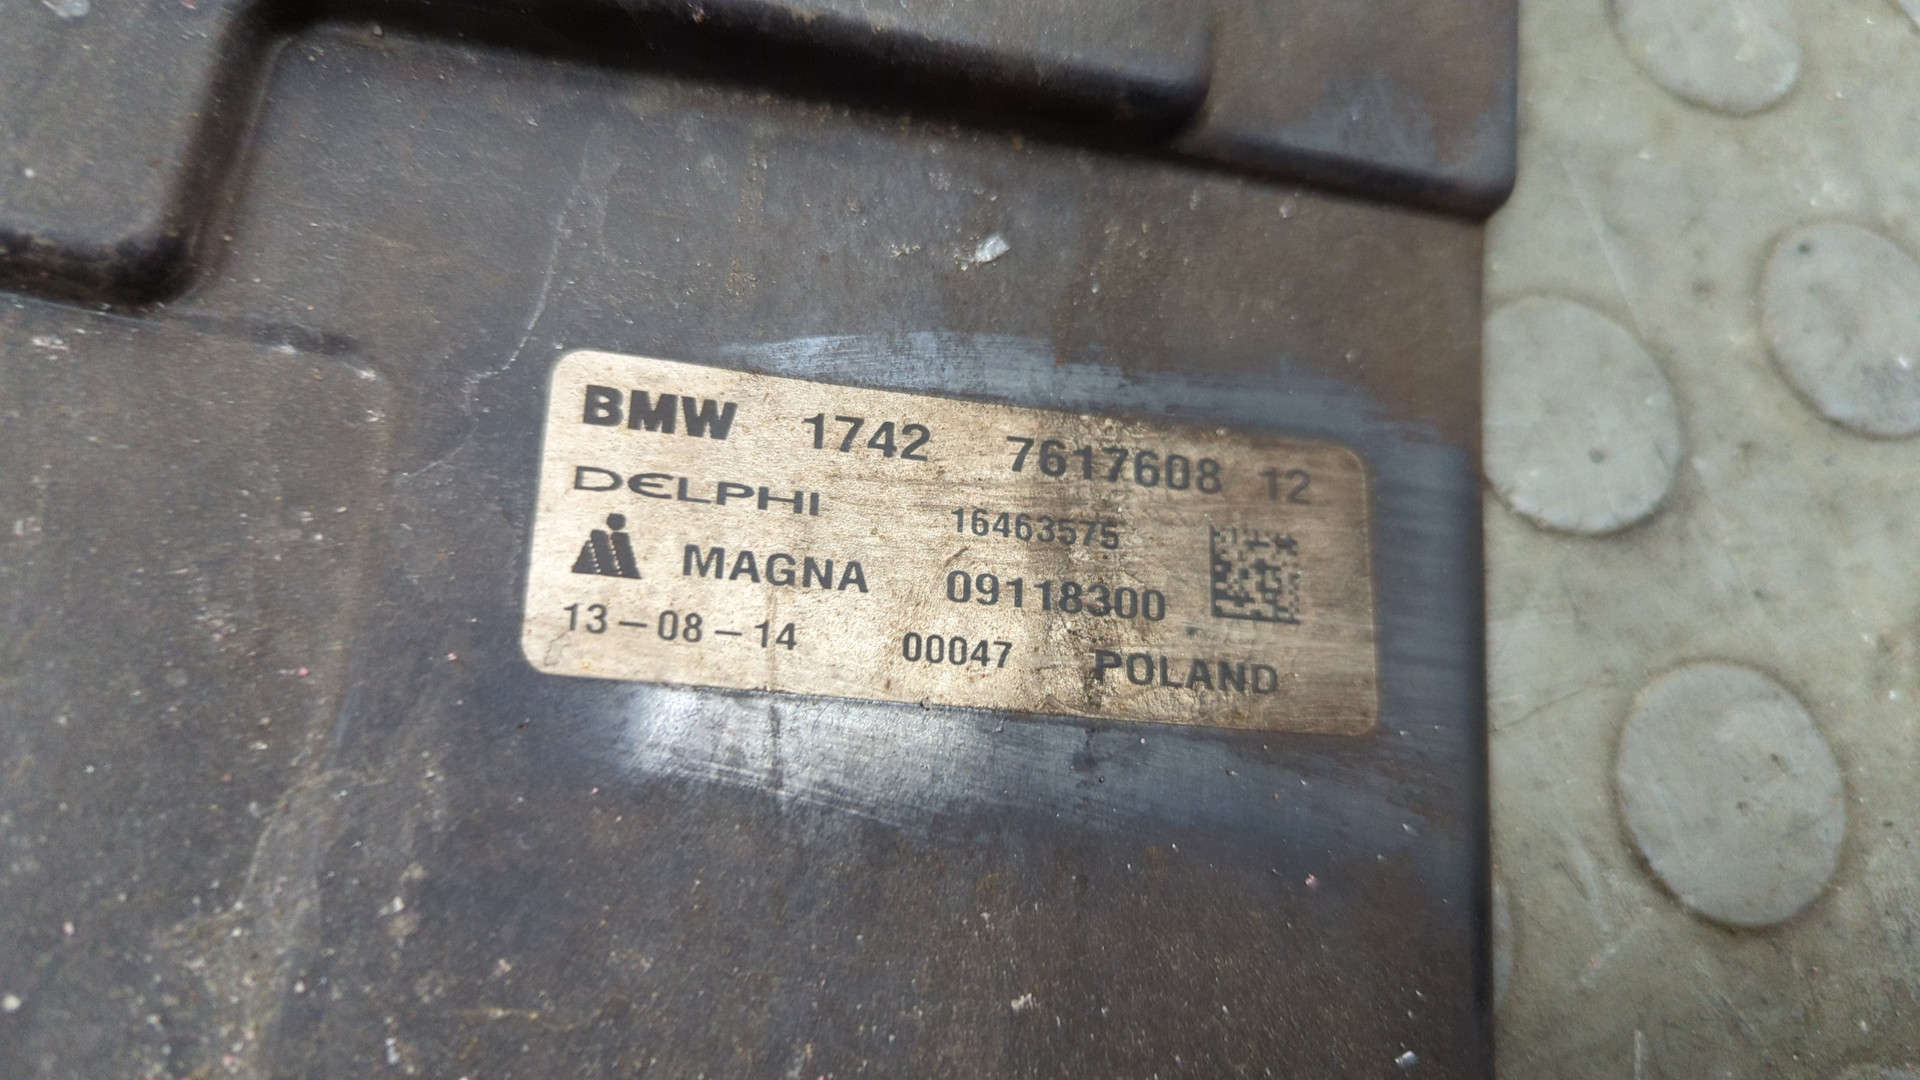 BMW 1742 7617608 12
DELPHI 16463575
MAGNA 09118300
13-08-14 00047 POLAND